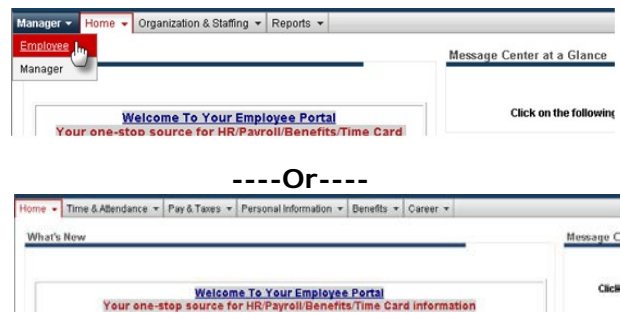 Manager Home Organization & Staffing Reports
Employee
Manager
Message Center at a Glance
Click on the following
Welcome To Your Employee Portal
Your one-stop source for HR/Payroll/Benefits/Time Card
----Or----
Home Time & Attendance Pay & Taxes Personal Information Benefits Career
What's New Message C
Click
Welcome To Your Employee Portal
Your one-stop source for HR/Payroll/Benefits/Time Card information